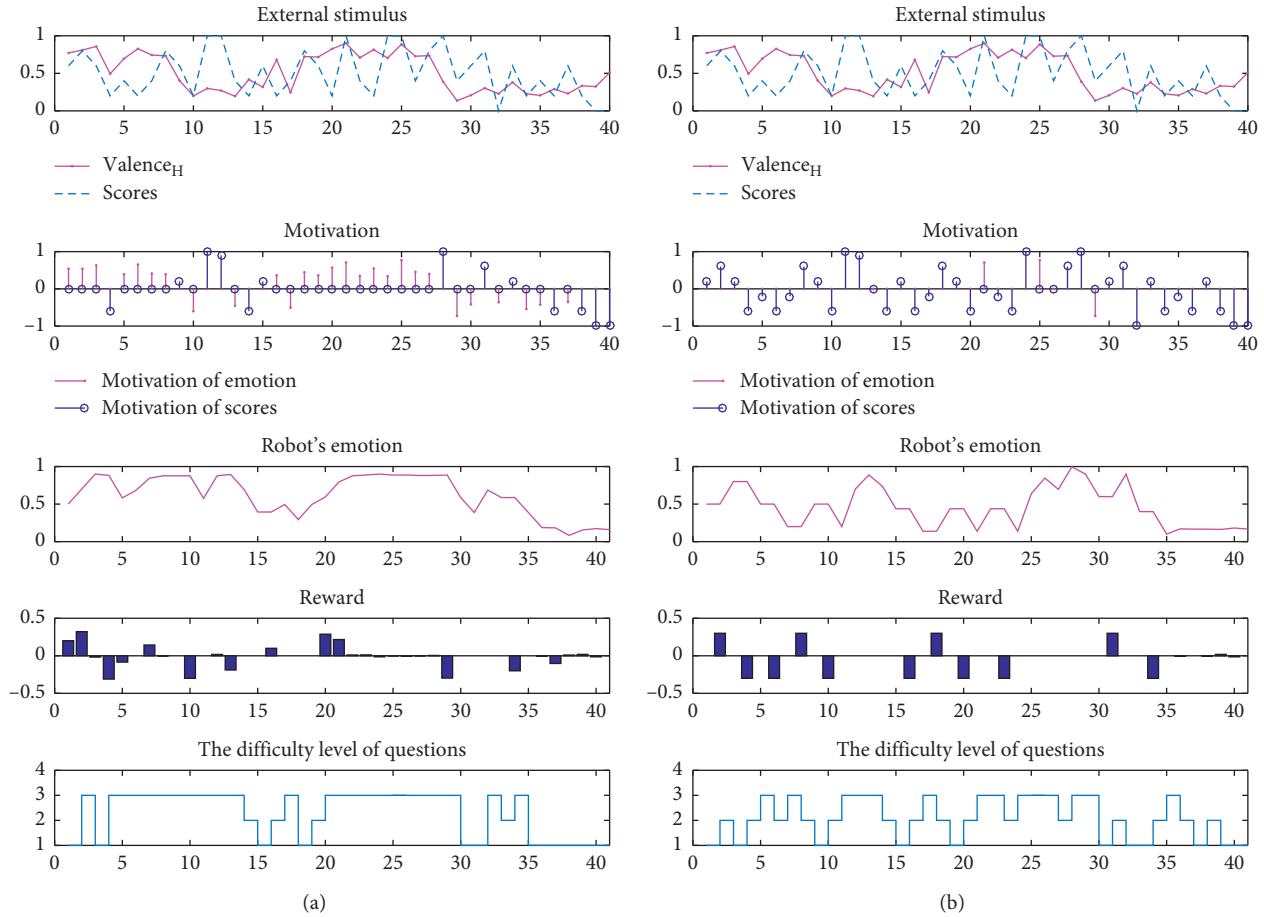 External stimulus
1
0.5
0
0 5 10 15 20 25 30 35 40
Valence_H
Scores
Motivation
1
0
−1
0 5 10 15 20 25 30 35 40
Motivation of emotion
Motivation of scores
Robot's emotion
1
0.5
0
0 5 10 15 20 25 30 35 40
Reward
0.5
0
−0.5
0 5 10 15 20 25 30 35 40
The difficulty level of questions
4
3
2
1
0 5 10 15 20 25 30 35 40
(a)
External stimulus
1
0.5
0
0 5 10 15 20 25 30 35 40
Valence_H
Scores
Motivation
1
0
−1
0 5 10 15 20 25 30 35 40
Motivation of emotion
Motivation of scores
Robot's emotion
1
0.5
0
0 5 10 15 20 25 30 35 40
Reward
0.5
0
−0.5
0 5 10 15 20 25 30 35 40
The difficulty level of questions
4
3
2
1
0 5 10 15 20 25 30 35 40
(b)